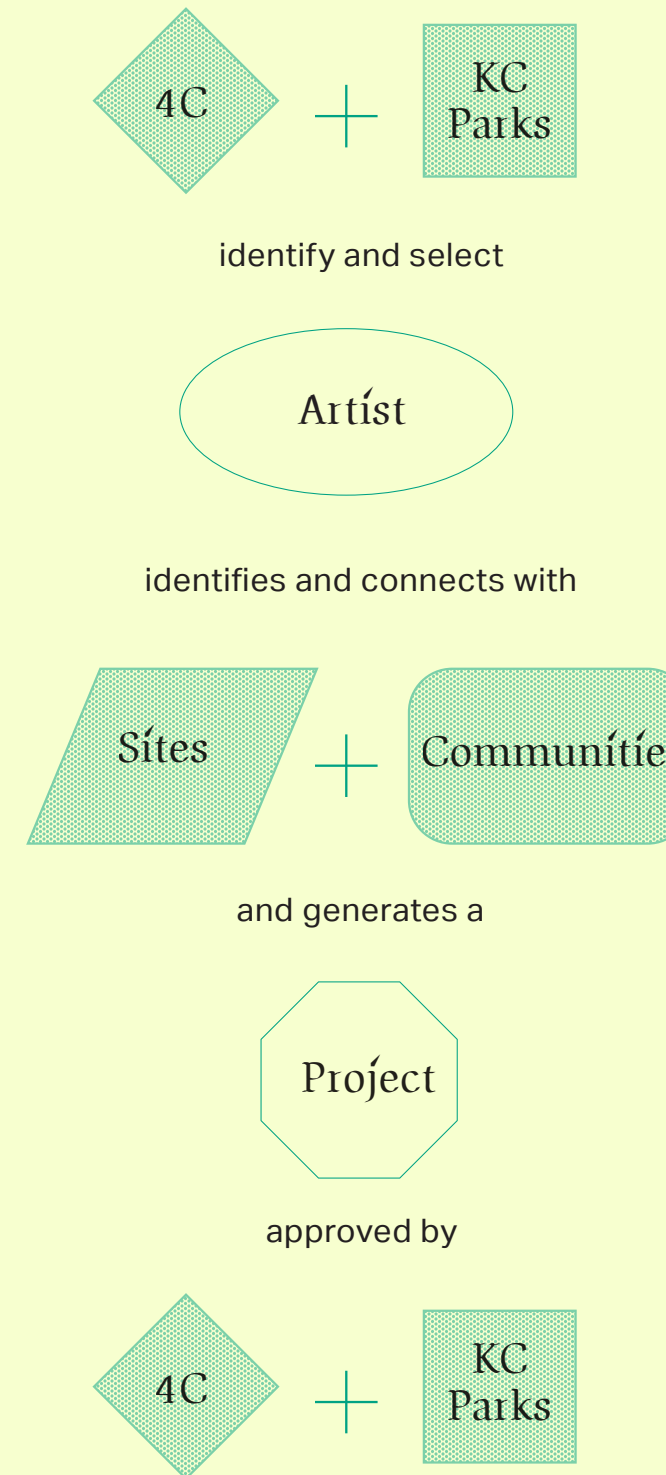 4C
KC
Parks
identify and select
Artist
identifies and connects with
Sites
Communitie
and generates a
Project
approved by
4C
KC
Parks